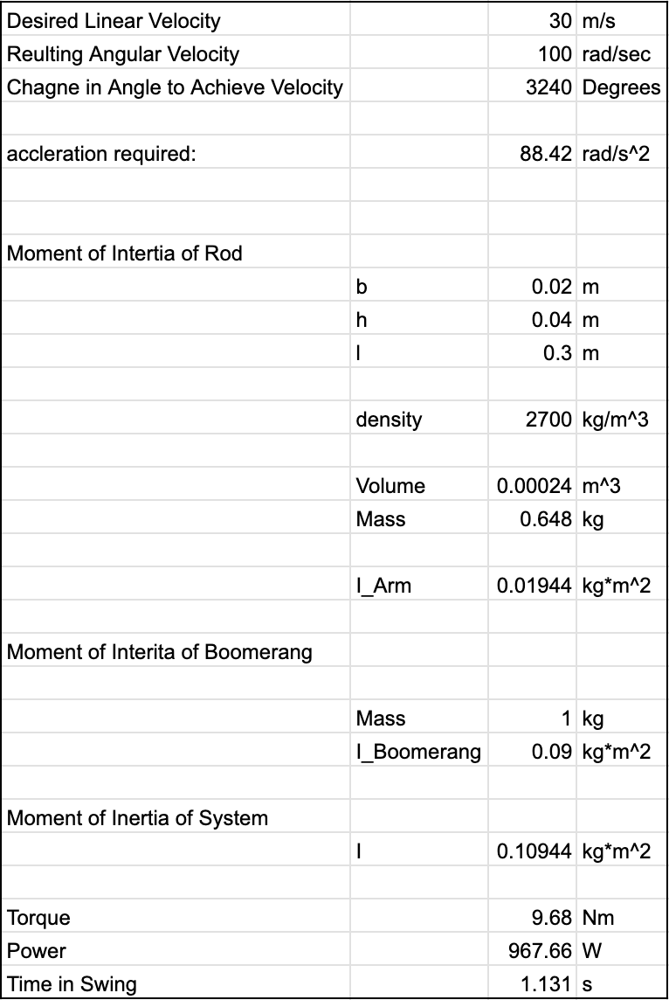 Desired Linear Velocity 30 m/s
Reulting Angular Velocity 100 rad/sec
Chagne in Angle to Achieve Velocity 3240 Degrees
accleration required: 88.42 rad/s^2
Moment of Intertia of Rod
b 0.02 m
h 0.04 m
l 0.3 m
density 2700 kg/m^3
Volume 0.00024 m^3
Mass 0.648 kg
I_Arm 0.01944 kg*m^2
Moment of Interita of Boomerang
Mass 1 kg
I_Boomerang 0.09 kg*m^2
Moment of Inertia of System
I 0.10944 kg*m^2
Torque 9.68 Nm
Power 967.66 W
Time in Swing 1.131 s